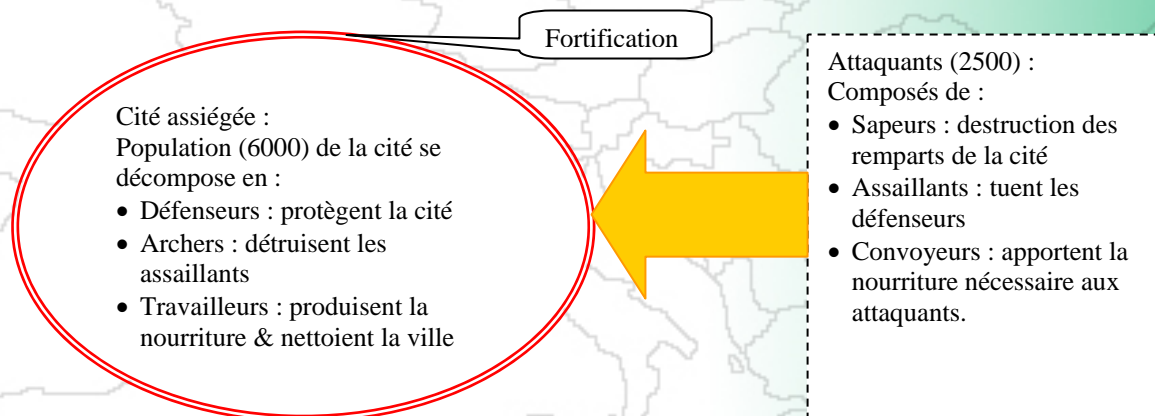 Fortification
Cité assiégée :
Population (6000) de la cité se
décompose en :
• Défenseurs : protègent la cité
• Archers : détruisent les
assaillants
• Travailleurs : produisent la
nourriture & nettoient la ville
Attaquants (2500) :
Composés de :
• Sapeurs : destruction des
remparts de la cité
• Assaillants : tuent les
défenseurs
• Convoyeurs : apportent la
nourriture nécessaire aux
attaquants.